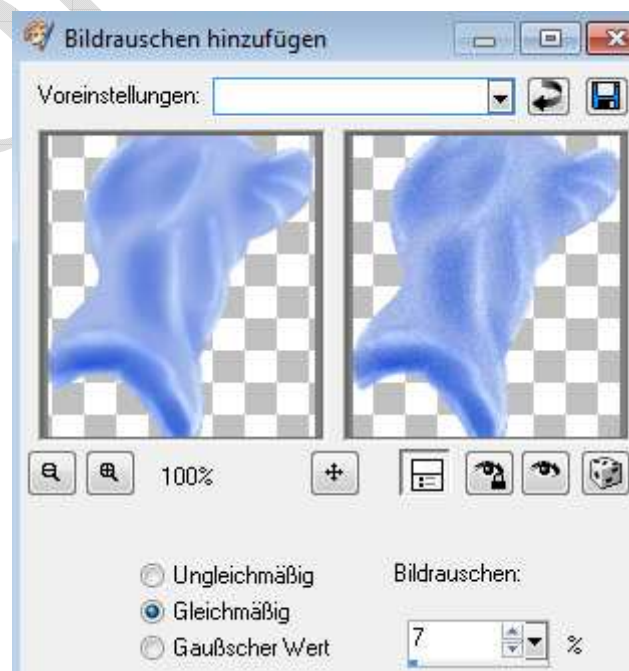 Bildrauschen hinzufügen
Voreinstellungen:
100%
Ungleichmäßig
Bildrauschen:
Gleichmäßig
Gaußscher Wert
7 %